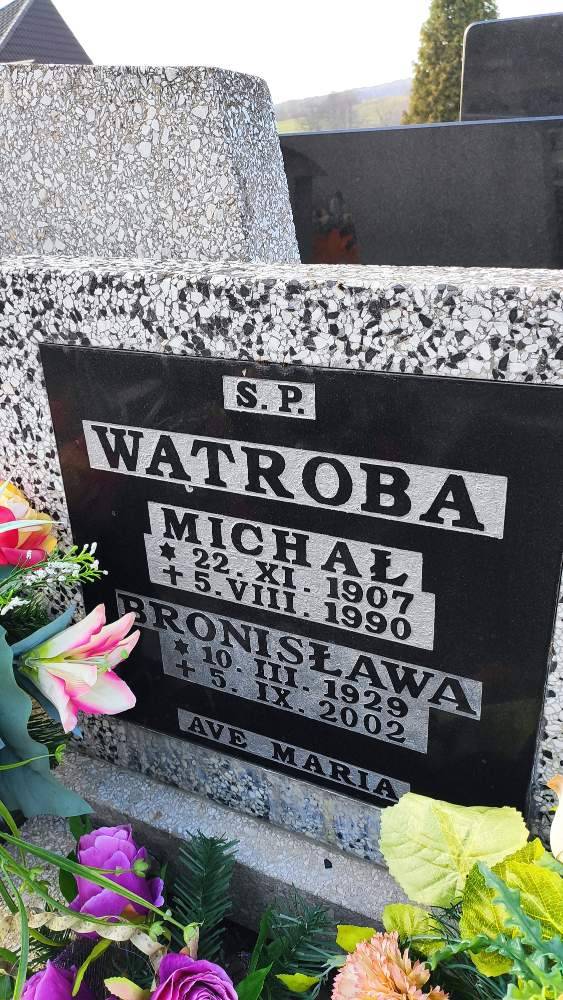 S. P.
WĄTROBA
MICHAŁ
★ 22. XI. 1907
+ 5. VIII. 1990
BRONISŁAWA
★ 10. III. 1929
+ 5. IX. 2002
AVE MARIA